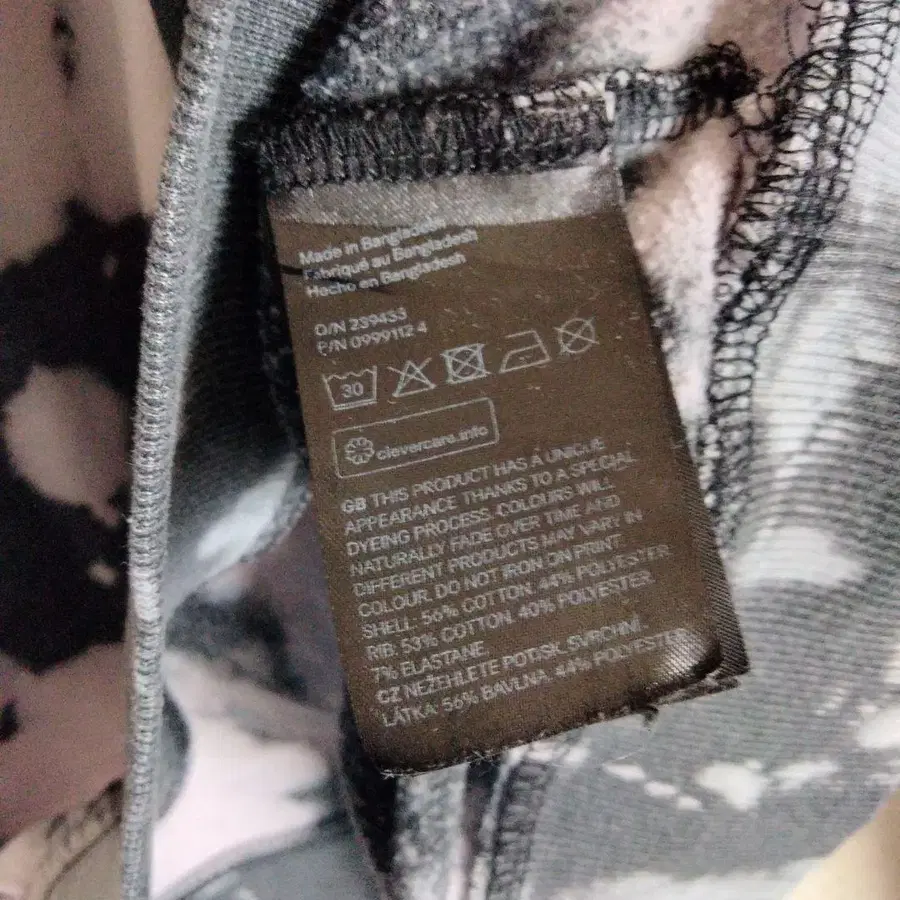 Made in Bangladesh
Fabriqué au Bangladesh
Hecho en Bangladesh
O/N 239433
P/N 0999112 4
30
clevercare.info
GB THIS PRODUCT HAS A UNIQUE
APPEARANCE THANKS TO A SPECIAL
DYEING PROCESS. COLOURS WILL
NATURALLY FADE OVER TIME AND
DIFFERENT PRODUCTS MAY VARY IN
COLOUR. DO NOT IRON ON PRINT.
SHELL: 56% COTTON. 44% POLYESTER.
RIB: 53% COTTON. 40% POLYESTER.
7% ELASTANE.
CZ NEŽEHLETE POTISK. SVRCHNÍ
LÁTKA: 56% BAVLNA. 44% POLYESTER.